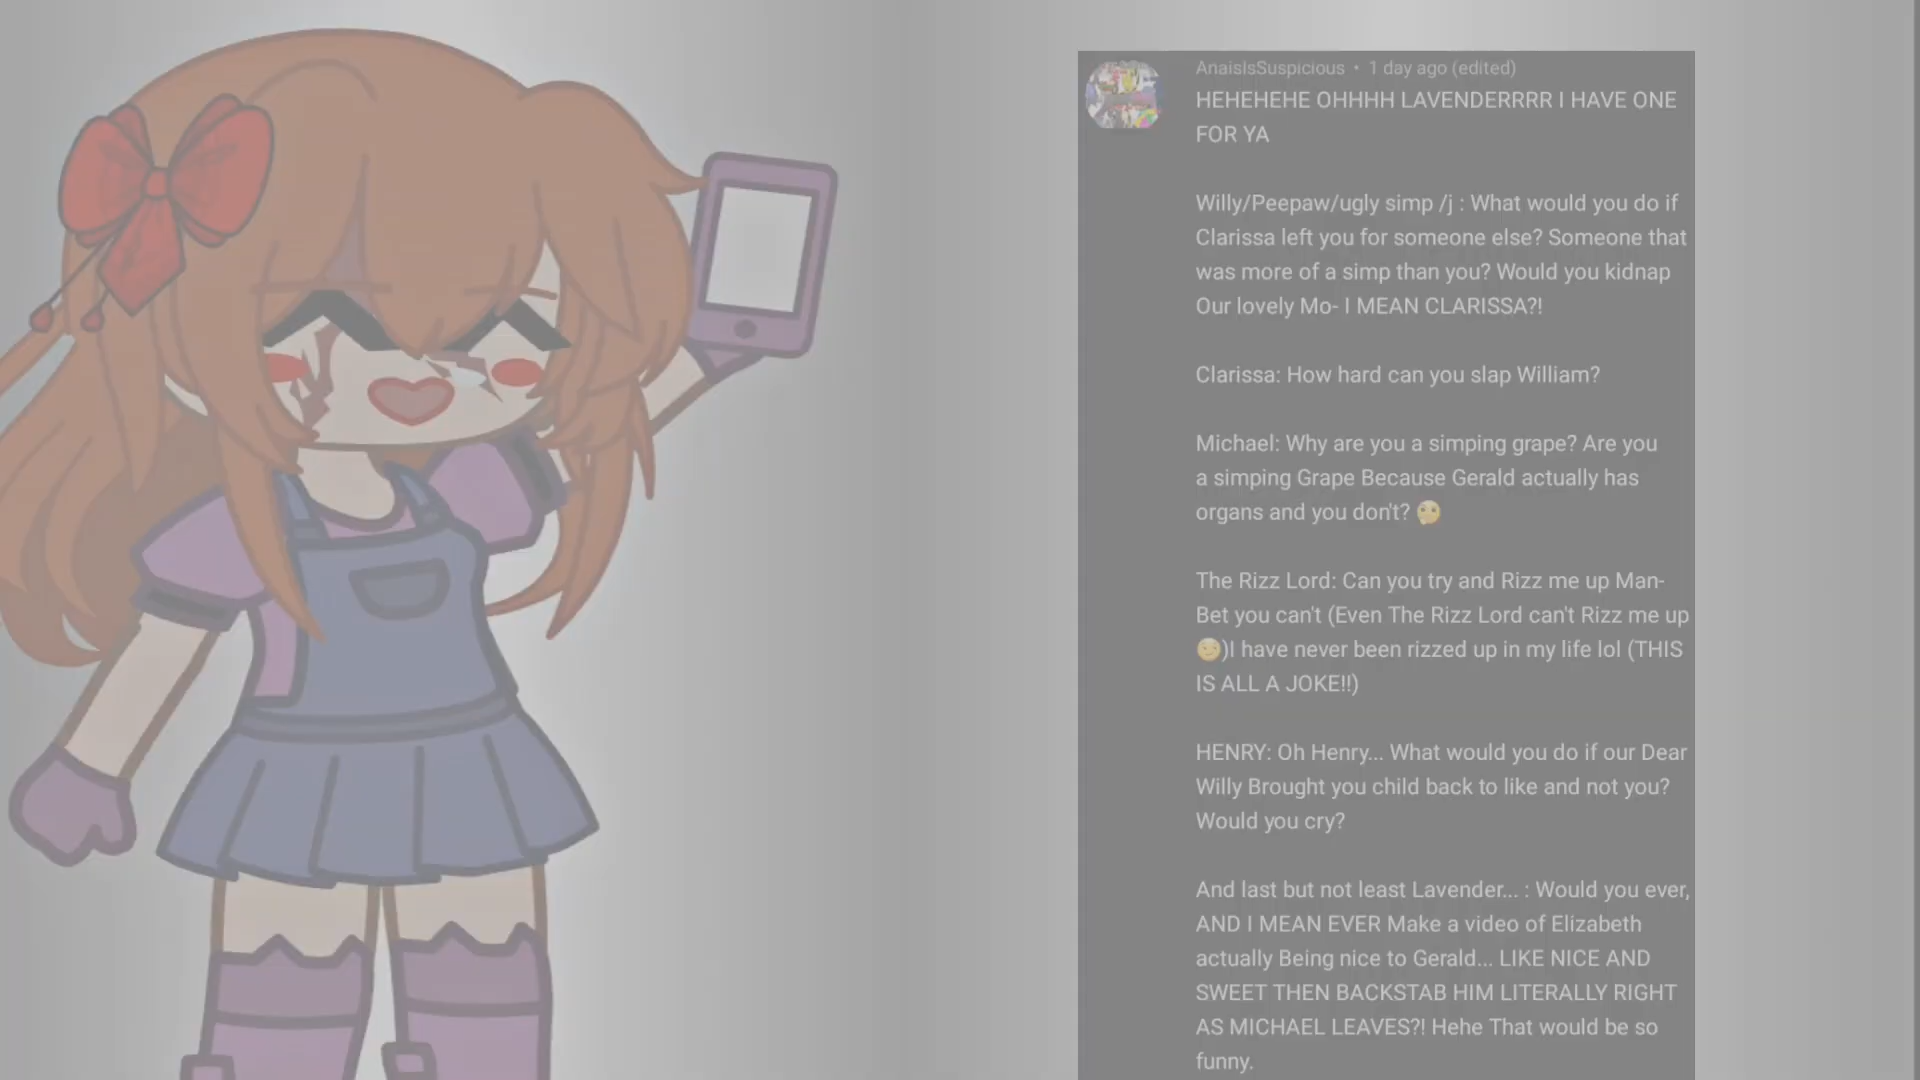 AnaisIsSuspicious • 1 day ago (edited)
HEHEHEHE OHHHH LAVENDERRRR I HAVE ONE
FOR YA
Willy/Peepaw/ugly simp /j : What would you do if
Clarissa left you for someone else? Someone that
was more of a simp than you? Would you kidnap
Our lovely Mo- I MEAN CLARISSA?!
Clarissa: How hard can you slap William?
Michael: Why are you a simping grape? Are you
a simping Grape Because Gerald actually has
organs and you don't? 🤔
The Rizz Lord: Can you try and Rizz me up Man-
Bet you can't (Even The Rizz Lord can't Rizz me up
😏)I have never been rizzed up in my life lol (THIS
IS ALL A JOKE!!)
HENRY: Oh Henry... What would you do if our Dear
Willy Brought you child back to like and not you?
Would you cry?
And last but not least Lavender... : Would you ever,
AND I MEAN EVER Make a video of Elizabeth
actually Being nice to Gerald... LIKE NICE AND
SWEET THEN BACKSTAB HIM LITERALLY RIGHT
AS MICHAEL LEAVES?! Hehe That would be so
funny.